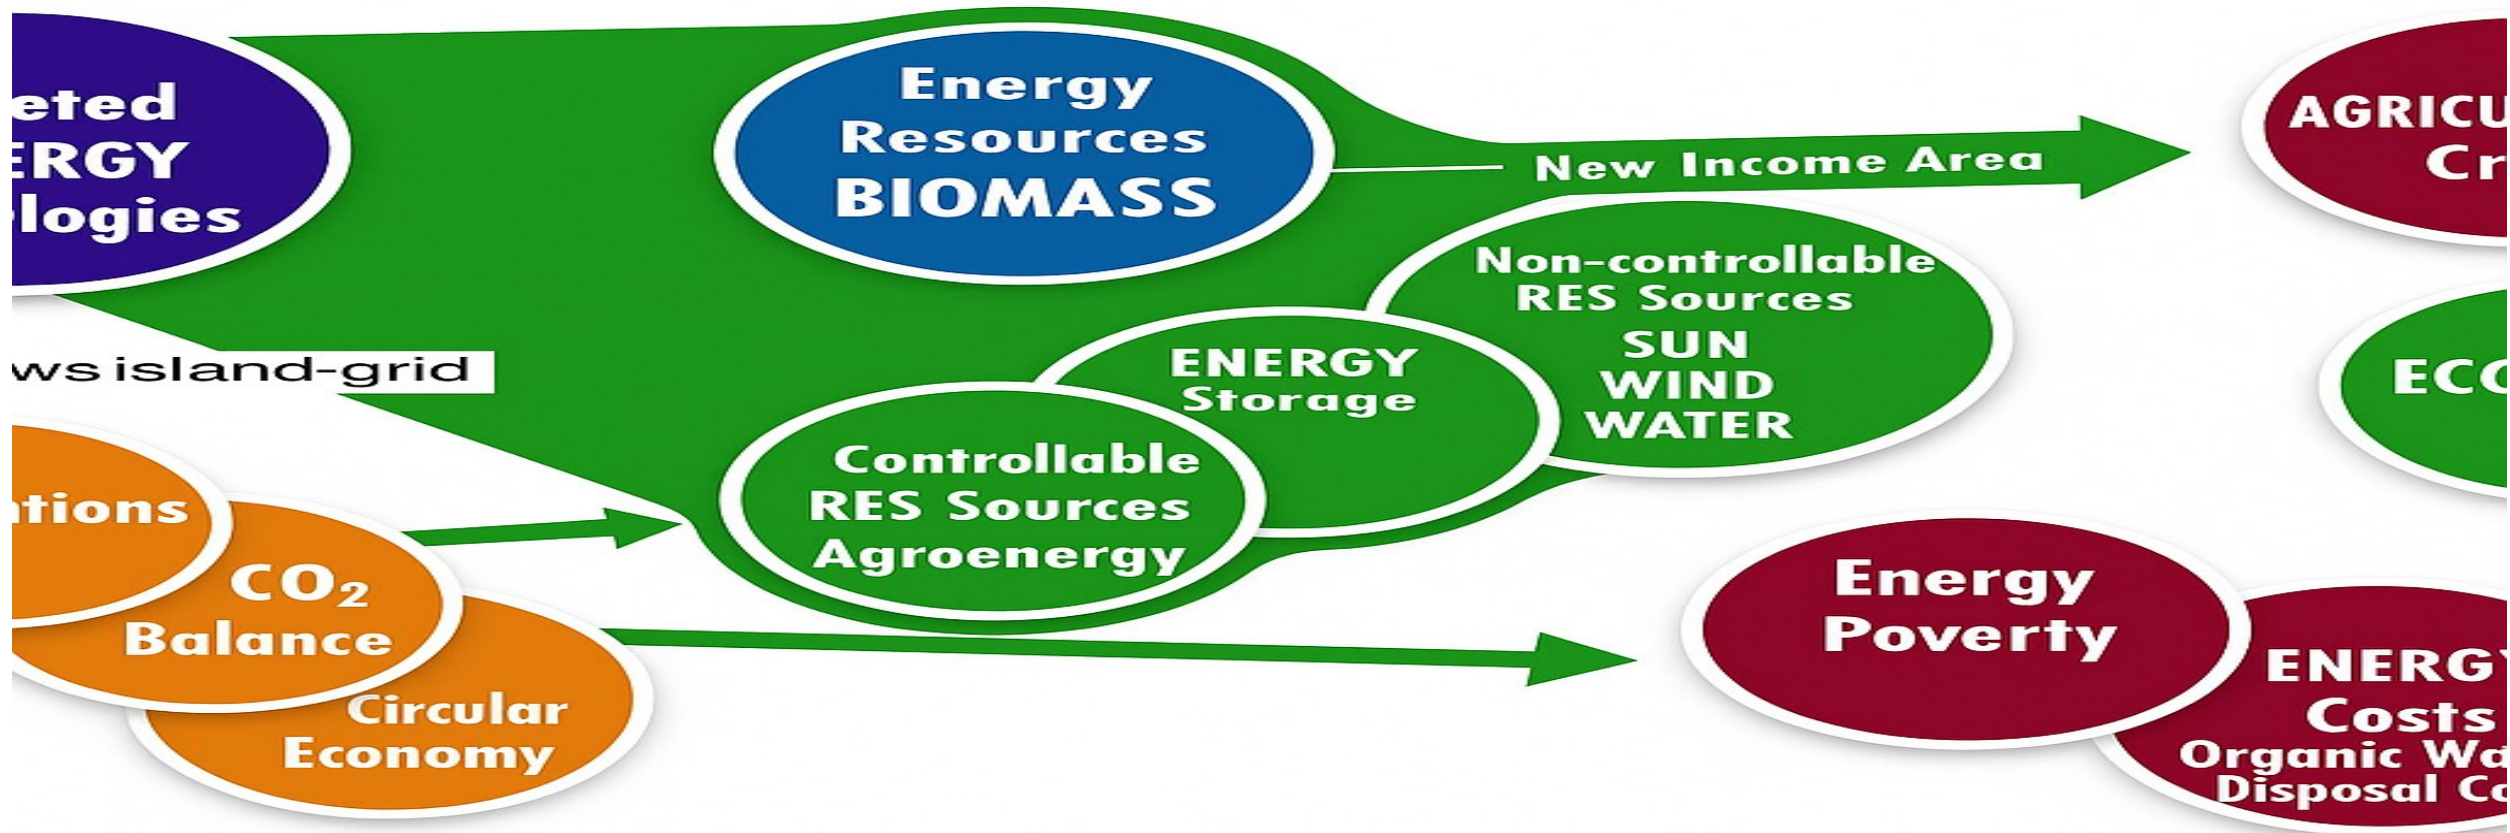 eted
ERGY
logies
Energy
Resources
BIOMASS
New Income Area
AGRICU
Cr
Non-controllable
RES Sources
SUN
WIND
WATER
ENERGY
Storage
ws island-grid
ECO
Controllable
RES Sources
Agroenergy
tions
CO₂
Balance
Circular
Economy
Energy
Poverty
ENERGY
Costs
Organic Wa
Disposal Co